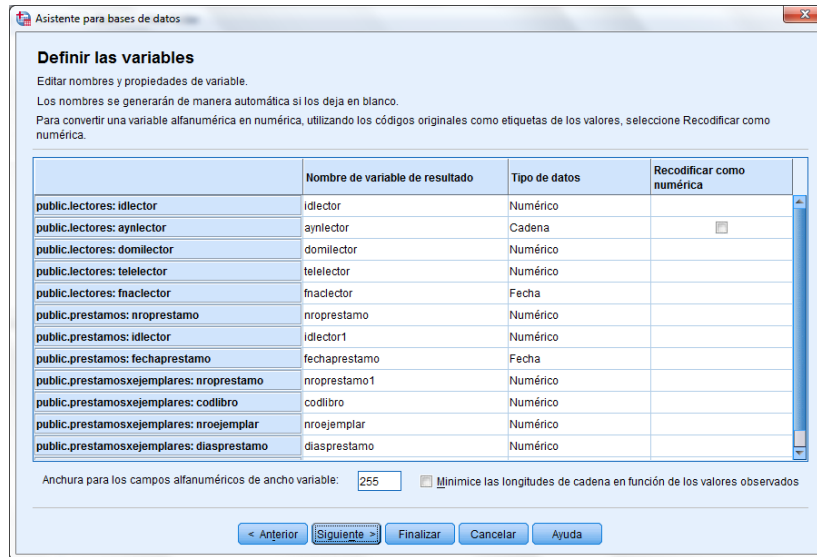 Asistente para bases de datos
Definir las variables
Editar nombres y propiedades de variable.
Los nombres se generarán de manera automática si los deja en blanco.
Para convertir una variable alfanumérica en numérica, utilizando los códigos originales como etiquetas de los valores, seleccione Recodificar como
numérica.
Nombre de variable de resultado Tipo de datos Recodificar como
numérica
public.lectores: idlector idlector Numérico
public.lectores: aynlector aynlector Cadena
public.lectores: domilector domilector Numérico
public.lectores: telelector telelector Numérico
public.lectores: fnaclector fnaclector Fecha
public.prestamos: nroprestamo nroprestamo Numérico
public.prestamos: idlector idlector1 Numérico
public.prestamos: fechaprestamo fechaprestamo Fecha
public.prestamosxejemplares: nroprestamo nroprestamo1 Numérico
public.prestamosxejemplares: codlibro codlibro Numérico
public.prestamosxejemplares: nroejemplar nroejemplar Numérico
public.prestamosxejemplares: diasprestamo diasprestamo Numérico
Anchura para los campos alfanuméricos de ancho variable: 255 Minimice las longitudes de cadena en función de los valores observados
< Anterior Siguiente > Finalizar Cancelar Ayuda